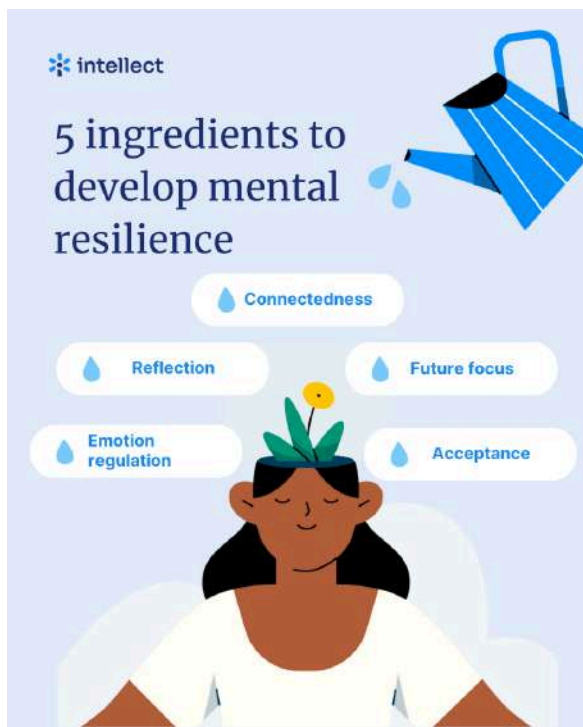 intellect
5 ingredients to
develop mental
resilience
Connectedness
Reflection
Future focus
Emotion
regulation
Acceptance